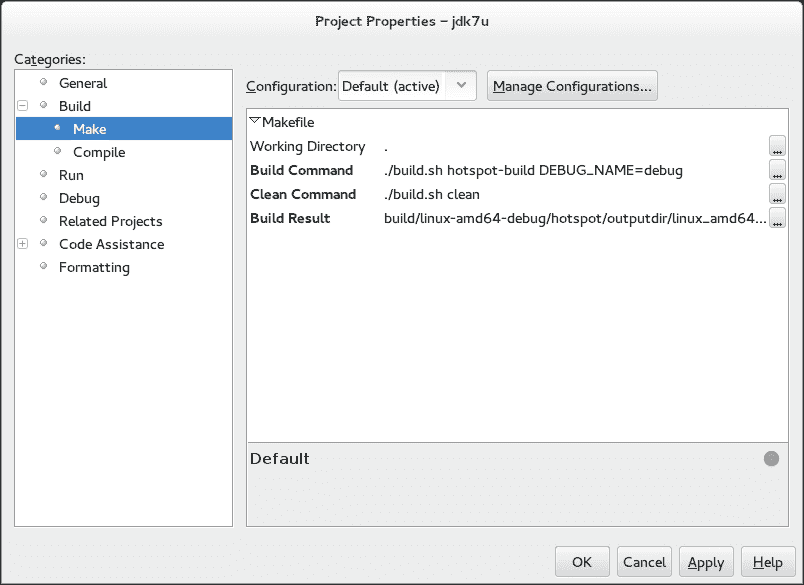 Project Properties – jdk7u
Categories:
General
Build
Make
Compile
Run
Debug
Related Projects
Code Assistance
Formatting
Configuration: Default (active) Manage Configurations...
Makefile
Working Directory .
...
Build Command ./build.sh hotspot-build DEBUG_NAME=debug
...
Clean Command ./build.sh clean
...
Build Result build/linux-amd64-debug/hotspot/outputdir/linux_amd64...
...
Default
OK Cancel Apply Help